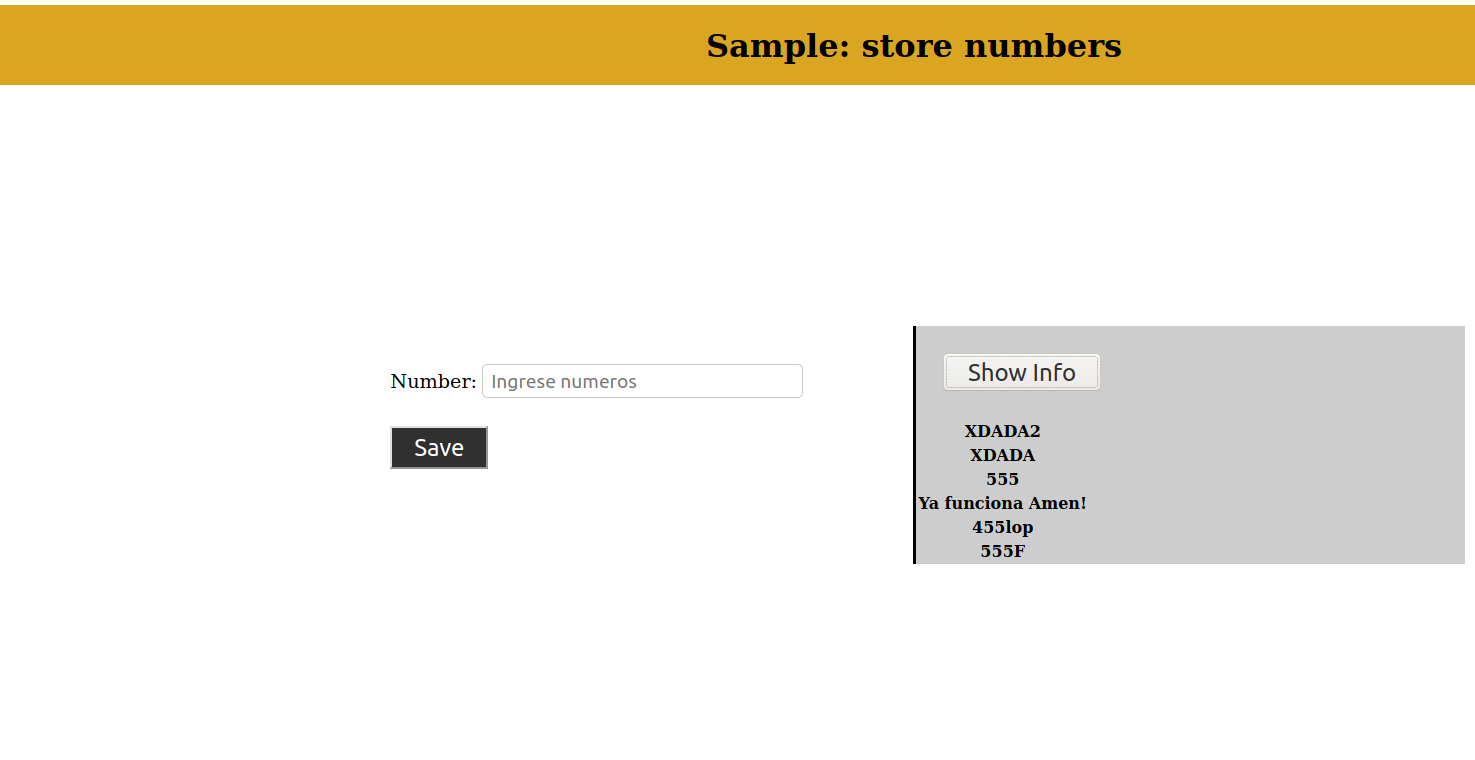 Sample: store numbers
Number: Ingrese numeros
Save
Show Info
XDADA2
XDADA
555
Ya funciona Amen!
455lop
555F